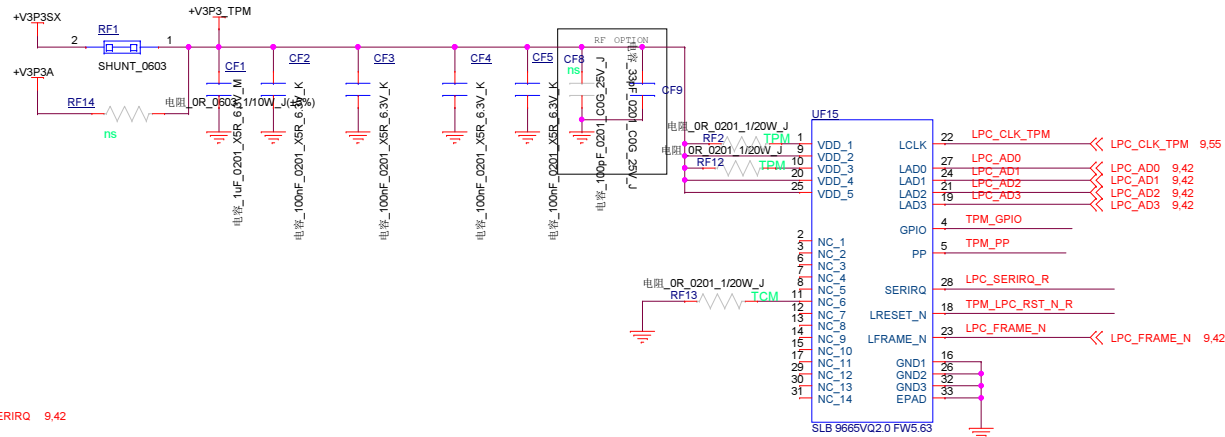 +V3P3SX
+V3P3_TPM
RF1
2
1
SHUNT_0603
+V3P3A
RF14
ns
电阻_0R_0603_1/10W_J(±5%)
CF1
电容_1uF_0201_X5R_6.3V_M
CF2
电容_100nF_0201_X5R_6.3V_K
CF3
电容_100nF_0201_X5R_6.3V_K
CF4
电容_100nF_0201_X5R_6.3V_K
CF5
电容_100nF_0201_X5R_6.3V_K
RF OPTION
CF8
ns
电容_100pF_0201_C0G_25V_J
电容_33pF_0201_C0G_25V_J
CF9
电阻_0R_0201_1/20W_J
RF2
TPM
电阻_0R_0201_1/20W_J
RF12
TPM
电阻_0R_0201_1/20W_J
RF13
TCM
UF15
1 VDD_1
9 VDD_2
10 VDD_3
20 VDD_4
25 VDD_5
2 NC_1
3 NC_2
6 NC_3
7 NC_4
8 NC_5
11 NC_6
12 NC_7
13 NC_8
14 NC_9
15 NC_10
17 NC_11
29 NC_12
30 NC_13
31 NC_14
LCLK 22 LPC_CLK_TPM LPC_CLK_TPM 9,55
LAD0 27 LPC_AD0 LPC_AD0 9,42
LAD1 24 LPC_AD1 LPC_AD1 9,42
LAD2 21 LPC_AD2 LPC_AD2 9,42
LAD3 19 LPC_AD3 LPC_AD3 9,42
GPIO 4 TPM_GPIO
PP 5 TPM_PP
SERIRQ 28 LPC_SERIRQ_R
LRESET_N 18 TPM_LPC_RST_N_R
LFRAME_N 23 LPC_FRAME_N LPC_FRAME_N 9,42
GND1 16
GND2 26
GND3 32
EPAD 33
SLB 9665VQ2.0 FW5.63
ERIRQ 9,42